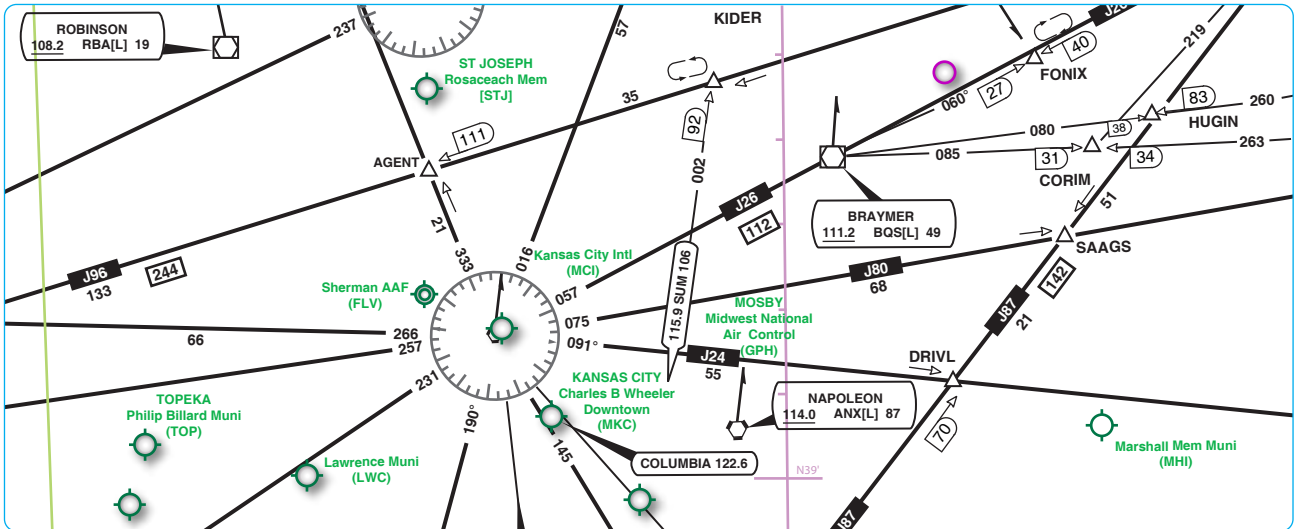 ROBINSON
108.2 RBA[L] 19
237
57
KIDER
J26
219
40
FONIX
ST JOSEPH
Rosaceach Mem
[STJ]
27
060°
83
260
HUGIN
35
92
111
080
38
263
085
31
34
CORIM
AGENT
002
51
J26
112
BRAYMER
111.2 BQS[L] 49
21
SAAGS
333
016
Kansas City Intl
(MCI)
J96
244
133
J80
68
142
Sherman AAF
(FLV)
057
115.9 SUM 106
MOSBY
Midwest National
Air Control
(GPH)
J87
21
075
266
66
257
091°
J24
55
DRIVL
231
KANSAS CITY
Charles B Wheeler
Downtown
(MKC)
NAPOLEON
114.0 ANX[L] 87
TOPEKA
Philip Billard Muni
(TOP)
190°
145
70
Marshall Mem Muni
(MHI)
COLUMBIA 122.6
Lawrence Muni
(LWC)
N39'
J87